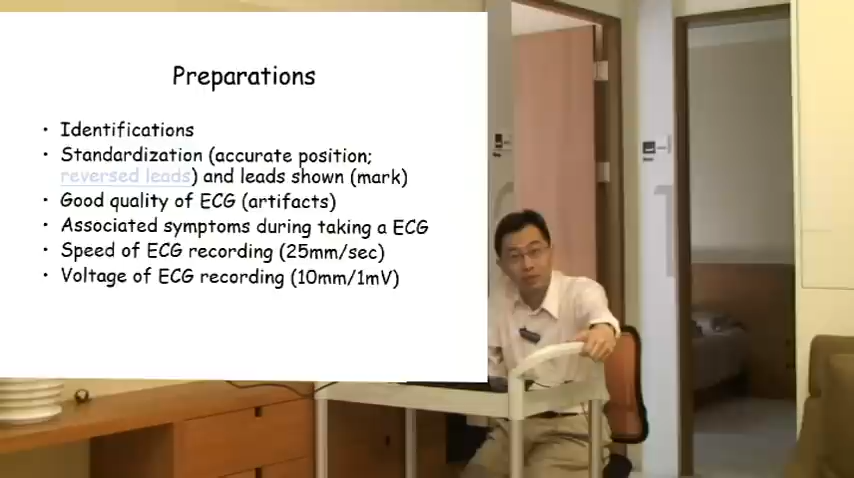 Preparations
• Identifications
• Standardization (accurate position;
reversed leads) and leads shown (mark)
• Good quality of ECG (artifacts)
• Associated symptoms during taking a ECG
• Speed of ECG recording (25mm/sec)
• Voltage of ECG recording (10mm/1mV)